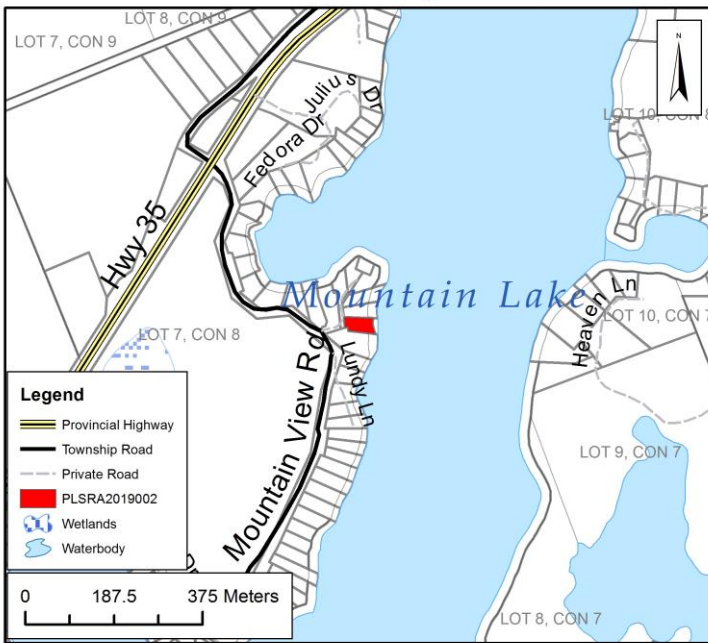 LOT 8, CON 9
LOT 7, CON 9
N
Julius Dr
LOT 10, CON 8
Fedora Dr
Hwy 35
Mountain Lake
Heaven Ln
LOT 10, CON 7
LOT 7, CON 8
Mountain View Rd
Lundy Ln
Legend
Provincial Highway
Township Road
Private Road
PLSRA2019002
Wetlands
Waterbody
LOT 9, CON 7
0 187.5 375 Meters
LOT 8, CON 7